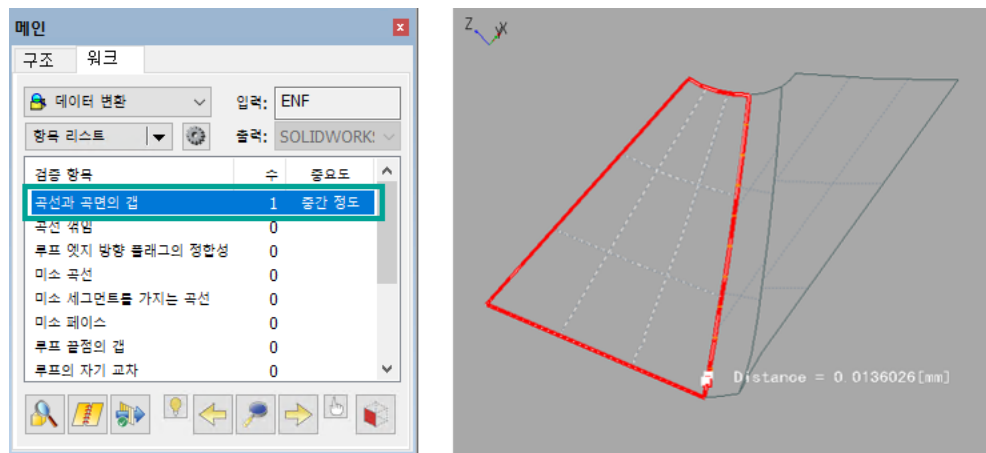 메인
구조 워크
데이터 변환 입력: ENF
항목 리스트 출력: SOLIDWORK
검증 항목 수 중요도
곡선과 곡면의 갭 1 중간 정도
곡선 꺾임 0
루프 엣지 방향 플래그의 정합성 0
미소 곡선 0
미소 세그먼트를 가지는 곡선 0
미소 페이스 0
루프 끝점의 갭 0
루프의 자기 교차 0
Z X
Distance = 0.0136026[mm]